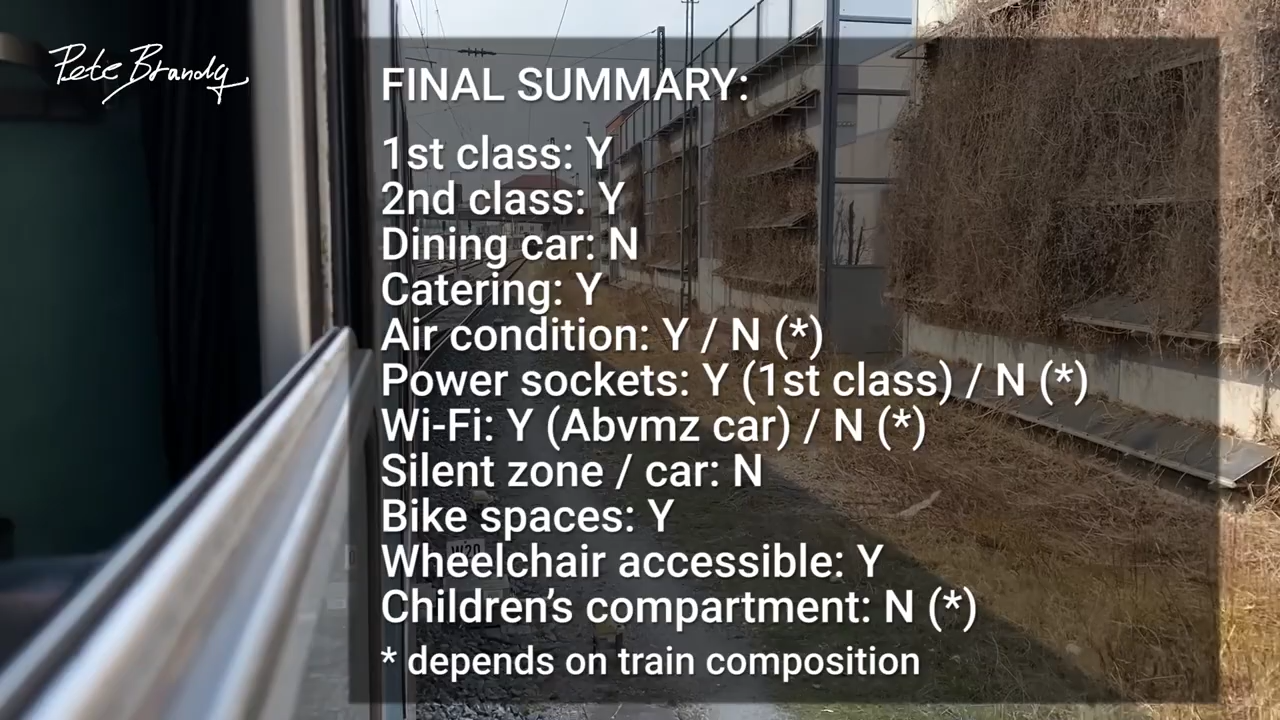 Pete Brandg
FINAL SUMMARY:
1st class: Y
2nd class: Y
Dining car: N
Catering: Y
Air condition: Y / N (*)
Power sockets: Y (1st class) / N (*)
Wi-Fi: Y (Abvmz car) / N (*)
Silent zone / car: N
Bike spaces: Y
Wheelchair accessible: Y
Children’s compartment: N (*)
* depends on train composition